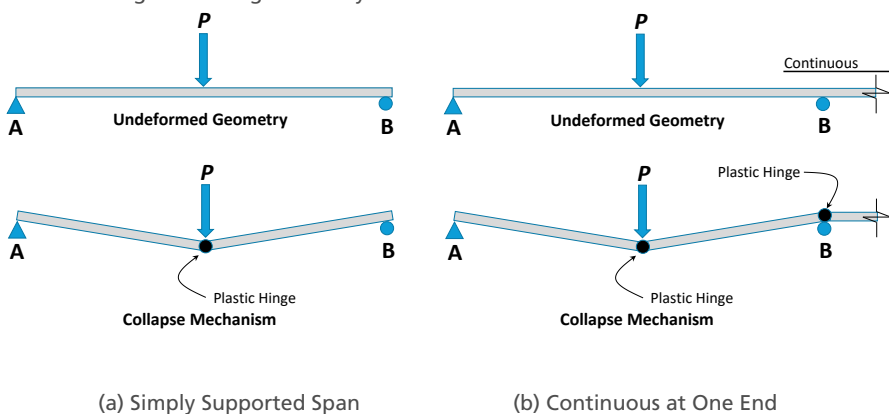 P
A
Undeformed Geometry
B
P
A
B
Plastic Hinge
Collapse Mechanism
(a) Simply Supported Span
P
Continuous
A
Undeformed Geometry
B
P
Plastic Hinge
A
B
Plastic Hinge
Collapse Mechanism
(b) Continuous at One End